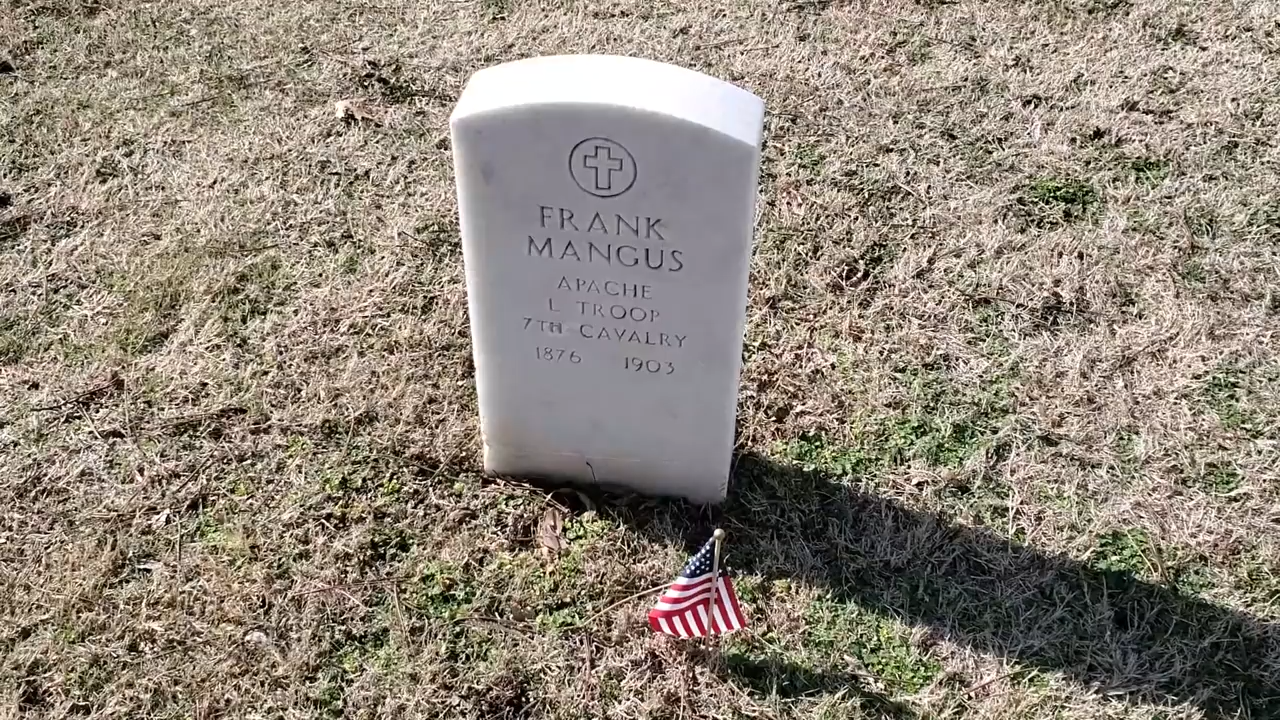 FRANK
MANGUS
APACHE
L TROOP
7TH CAVALRY
1876 1903